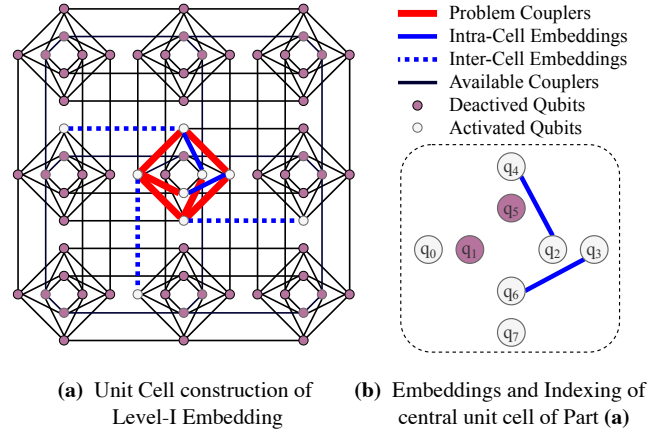 Problem Couplers
Intra-Cell Embeddings
Inter-Cell Embeddings
Available Couplers
Deactived Qubits
Activated Qubits
q4
q5
q0 q1 q2 q3
q6
q7
(a) Unit Cell construction of
Level-I Embedding
(b) Embeddings and Indexing of
central unit cell of Part (a)